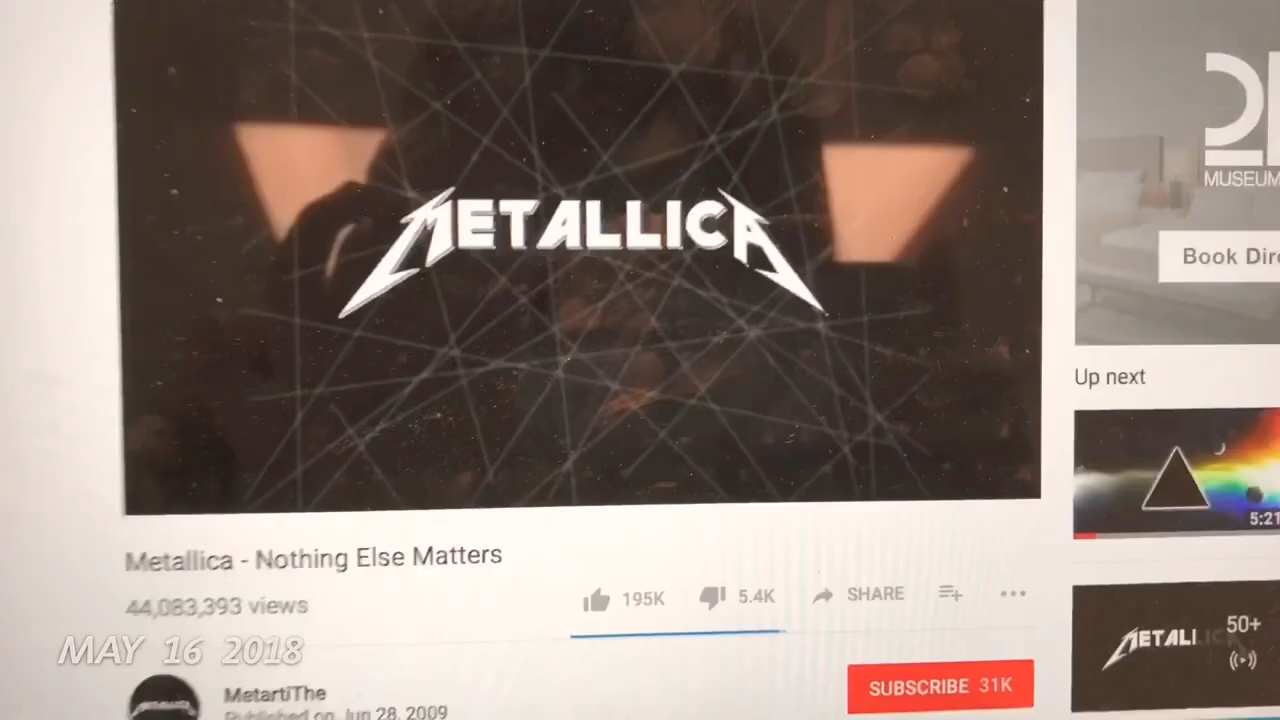 METALLICA
MUSEUM
Book Dire
Up next
5:21
Metallica - Nothing Else Matters
44,083,393 views
195K
5.4K
SHARE
50+
METALLICA
MAY 16 2018
MetartiThe
SUBSCRIBE 31K
Published on Jun 28, 2009